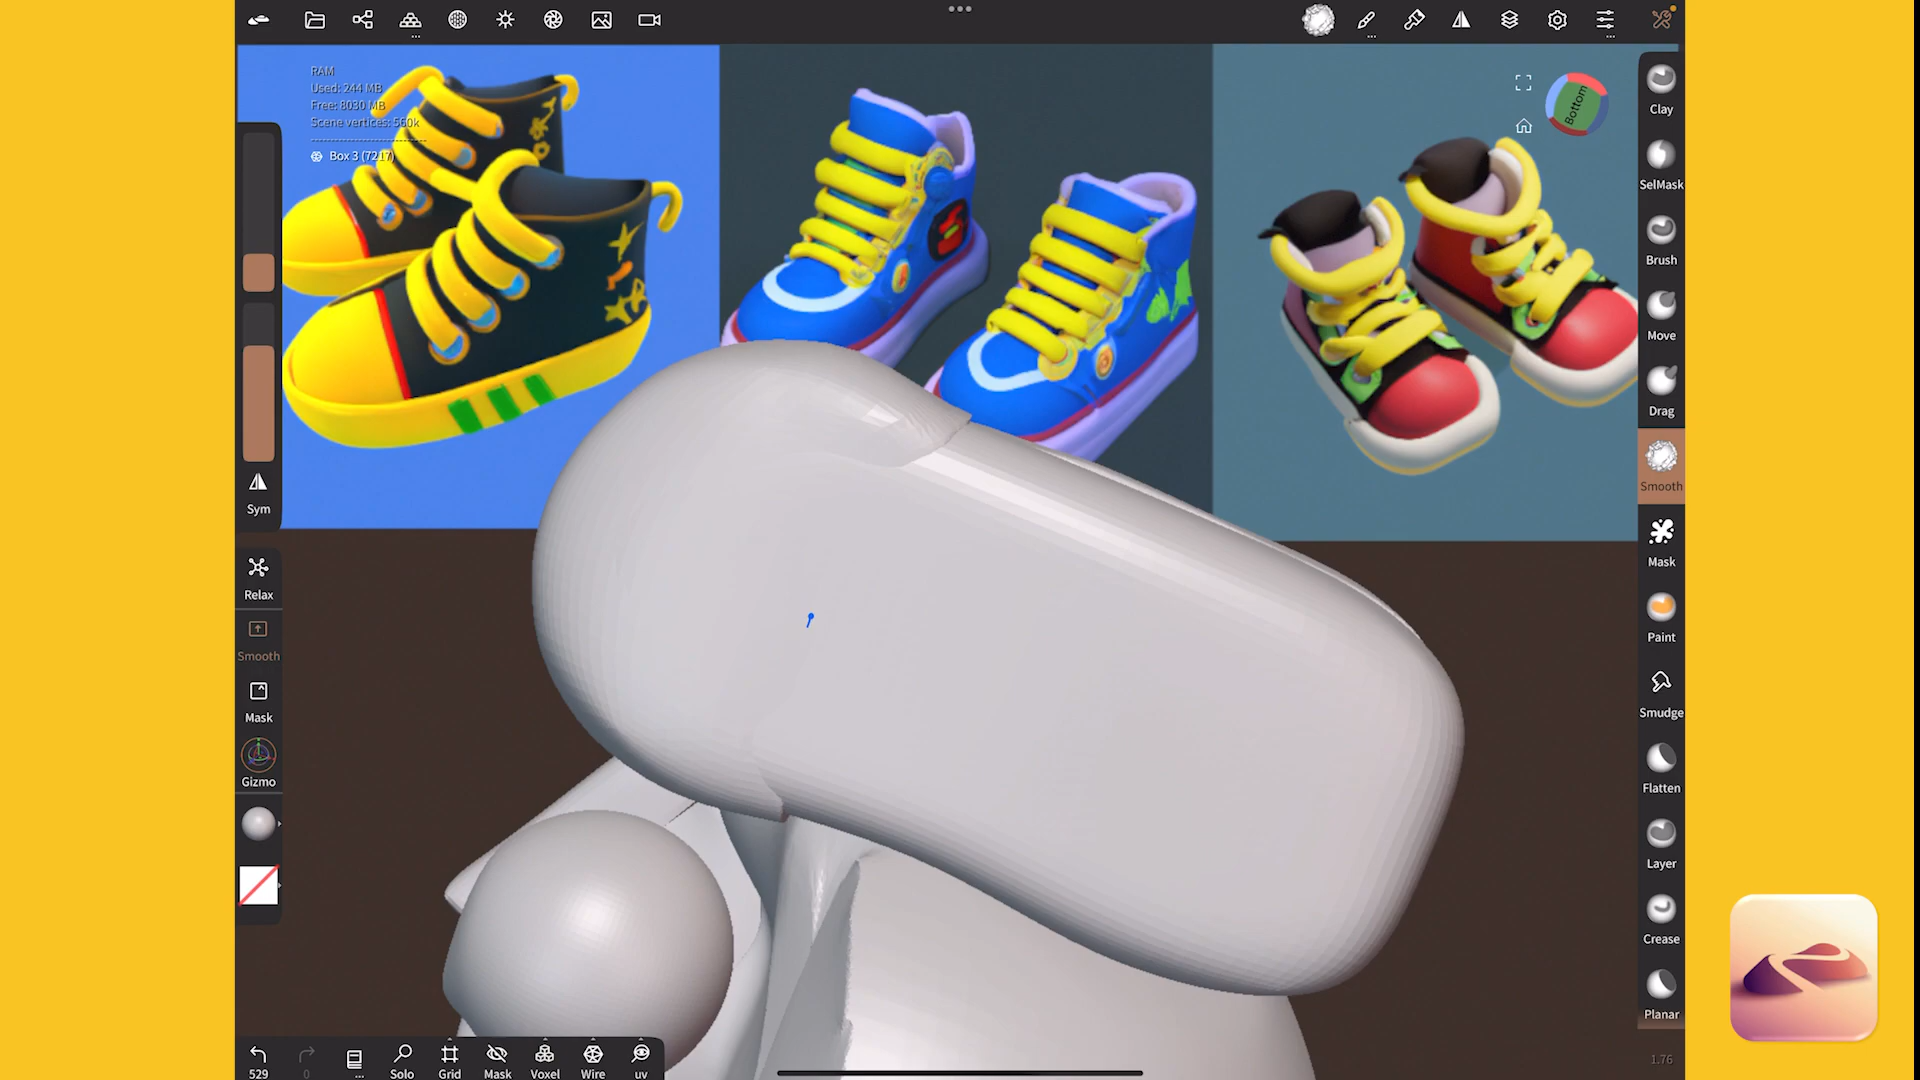 RAM
Used: 244 MB
Free: 8030 MB
Scene vertices: 560k
Box 3 (7217)
Bottom
Sym
Relax
Smooth
Mask
Gizmo
Clay
SelMask
Brush
Move
Drag
Smooth
Mask
Paint
Smudge
Flatten
Layer
Crease
Planar
1.76
529
0
Solo
Grid
Mask
Voxel
Wire
uv